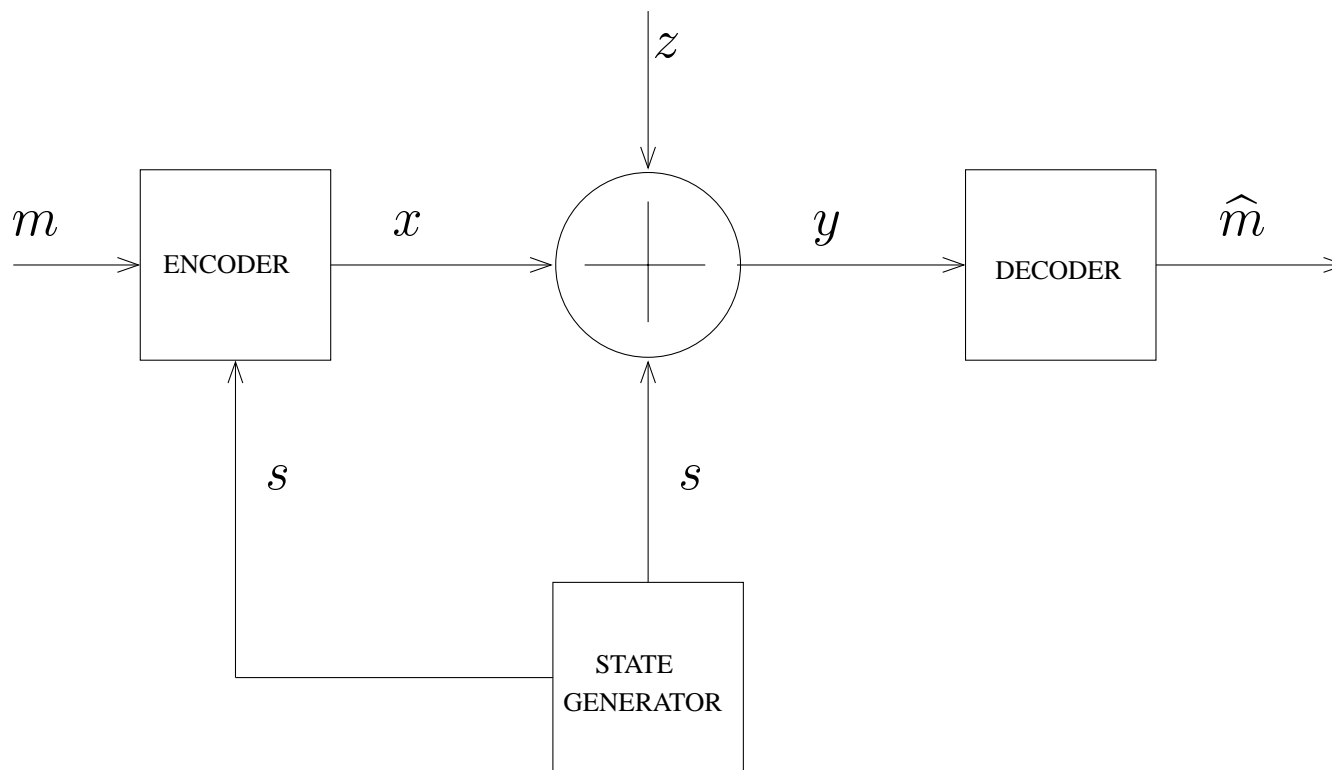 z
m
x
y
m̂
ENCODER
DECODER
s
s
STATE
GENERATOR